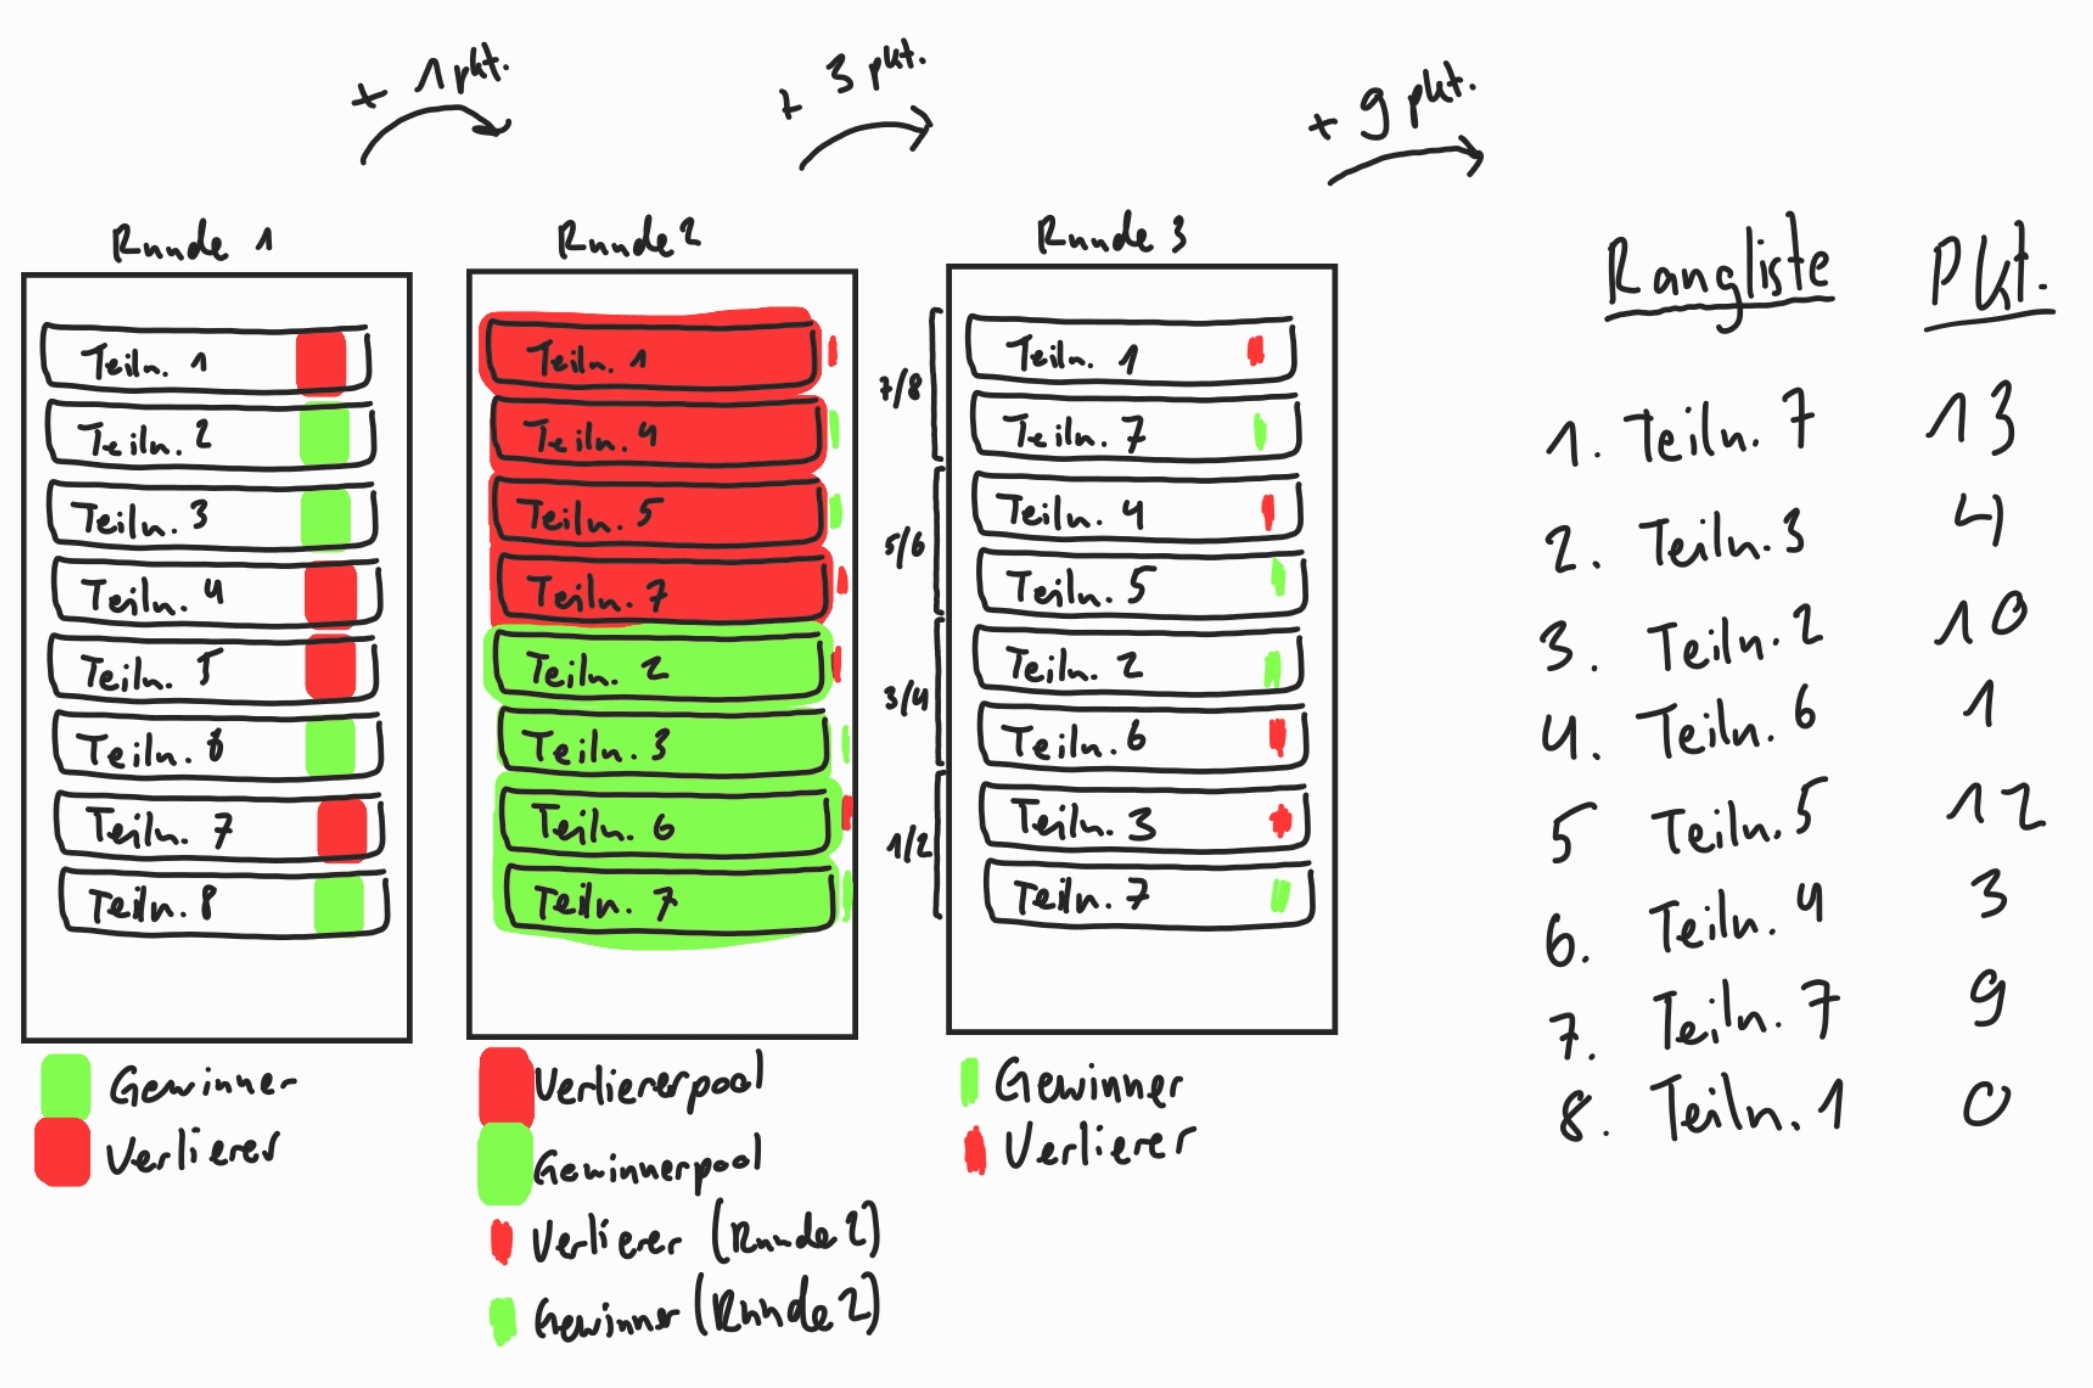 + 1 pkt.
+ 3 pkt.
+ 9 pkt.
Runde 1
Teiln. 1
Teiln. 2
Teiln. 3
Teiln. 4
Teiln. 5
Teiln. 6
Teiln. 7
Teiln. 8
Gewinner
Verlierer
Runde 2
Teiln. 1
Teiln. 4
Teiln. 5
Teiln. 7
Teiln. 2
Teiln. 3
Teiln. 6
Teiln. 7
Verliererpool
Gewinnerpool
Verlierer (Runde 2)
Gewinner (Runde 2)
Runde 3
7/8
Teiln. 1
Teiln. 7
5/6
Teiln. 4
Teiln. 5
3/4
Teiln. 2
Teiln. 6
1/2
Teiln. 3
Teiln. 7
Gewinner
Verlierer
Rangliste Pkt.
1. Teiln. 7 13
2. Teiln. 3 4
3. Teiln. 2 10
4. Teiln. 6 1
5 Teiln. 5 12
6. Teiln. 4 3
7. Teiln. 7 9
8. Teiln. 1 0